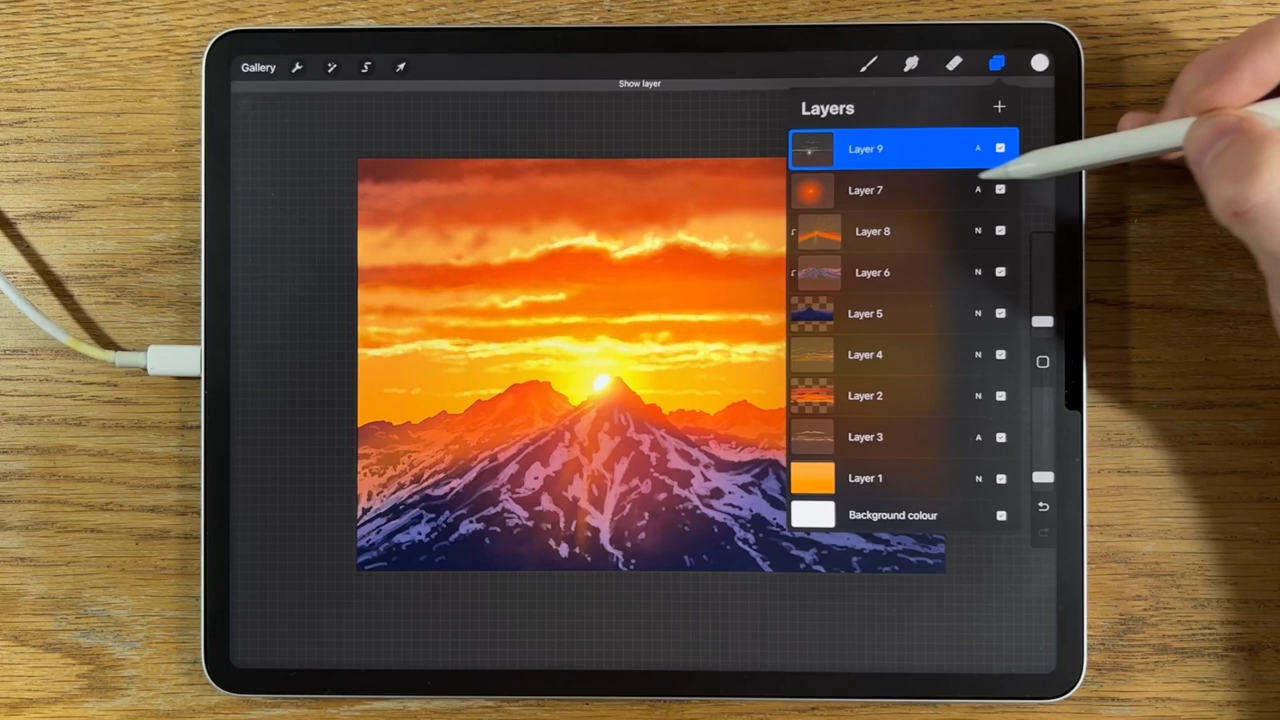 Gallery
Show layer
Layers
Layer 9 A
Layer 7 A
Layer 8 N
Layer 6 N
Layer 5 N
Layer 4 N
Layer 2 N
Layer 3 A
Layer 1 N
Background colour